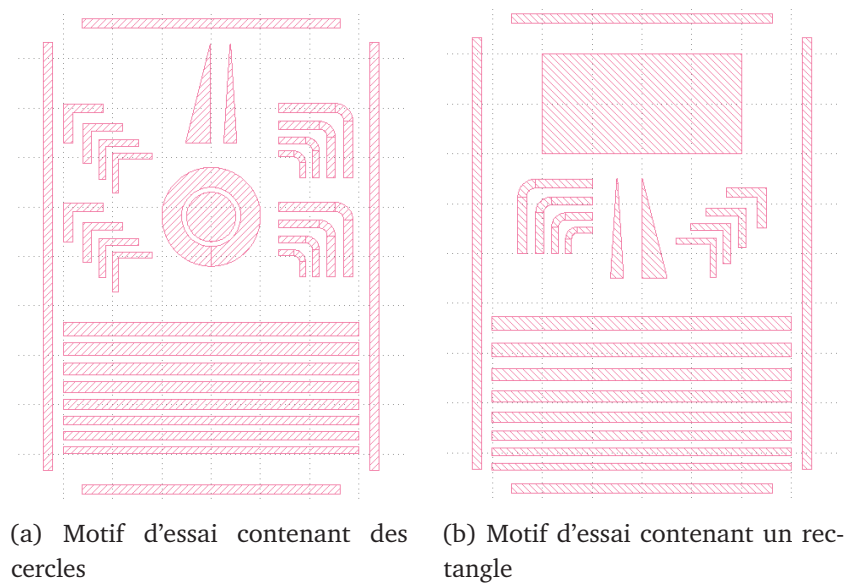 (a) Motif d'essai contenant des
cercles
(b) Motif d'essai contenant un rec-
tangle